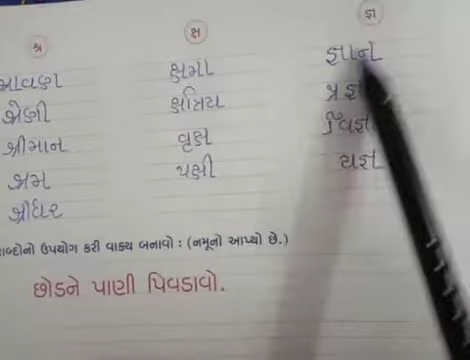 શ્ર ક્ષ જ્ઞ
શ્રાવણ ક્ષમા જ્ઞાન
શ્રેણી ક્ષત્રિય
શ્રીમાન વૃક્ષ
શ્રમ પક્ષી યજ્ઞ
શ્રીધર
શબ્દોનો ઉપયોગ કરી વાક્ય બનાવો : (નમૂનો આપ્યો છે.)
છોડને પાણી પિવડાવો.